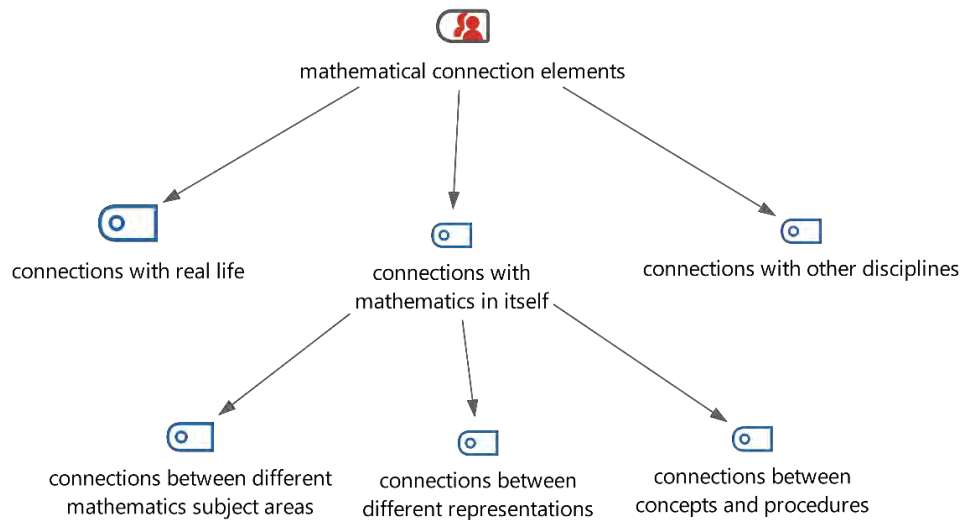 mathematical connection elements
connections with real life
connections with
mathematics in itself
connections with other disciplines
connections between different
mathematics subject areas
connections between
different representations
connections between
concepts and procedures